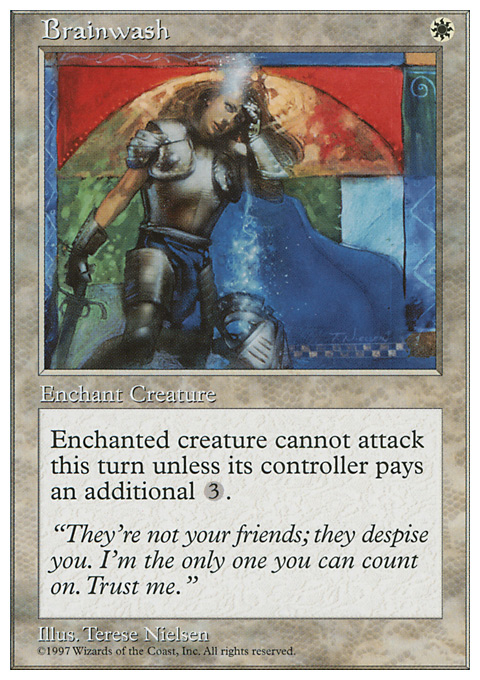 Brainwash
T. Nielsen
Enchant Creature
Enchanted creature cannot attack
this turn unless its controller pays
an additional 3.
“They’re not your friends; they despise
you. I’m the only one you can count
on. Trust me.”
Illus. Terese Nielsen
©1997 Wizards of the Coast, Inc. All rights reserved.